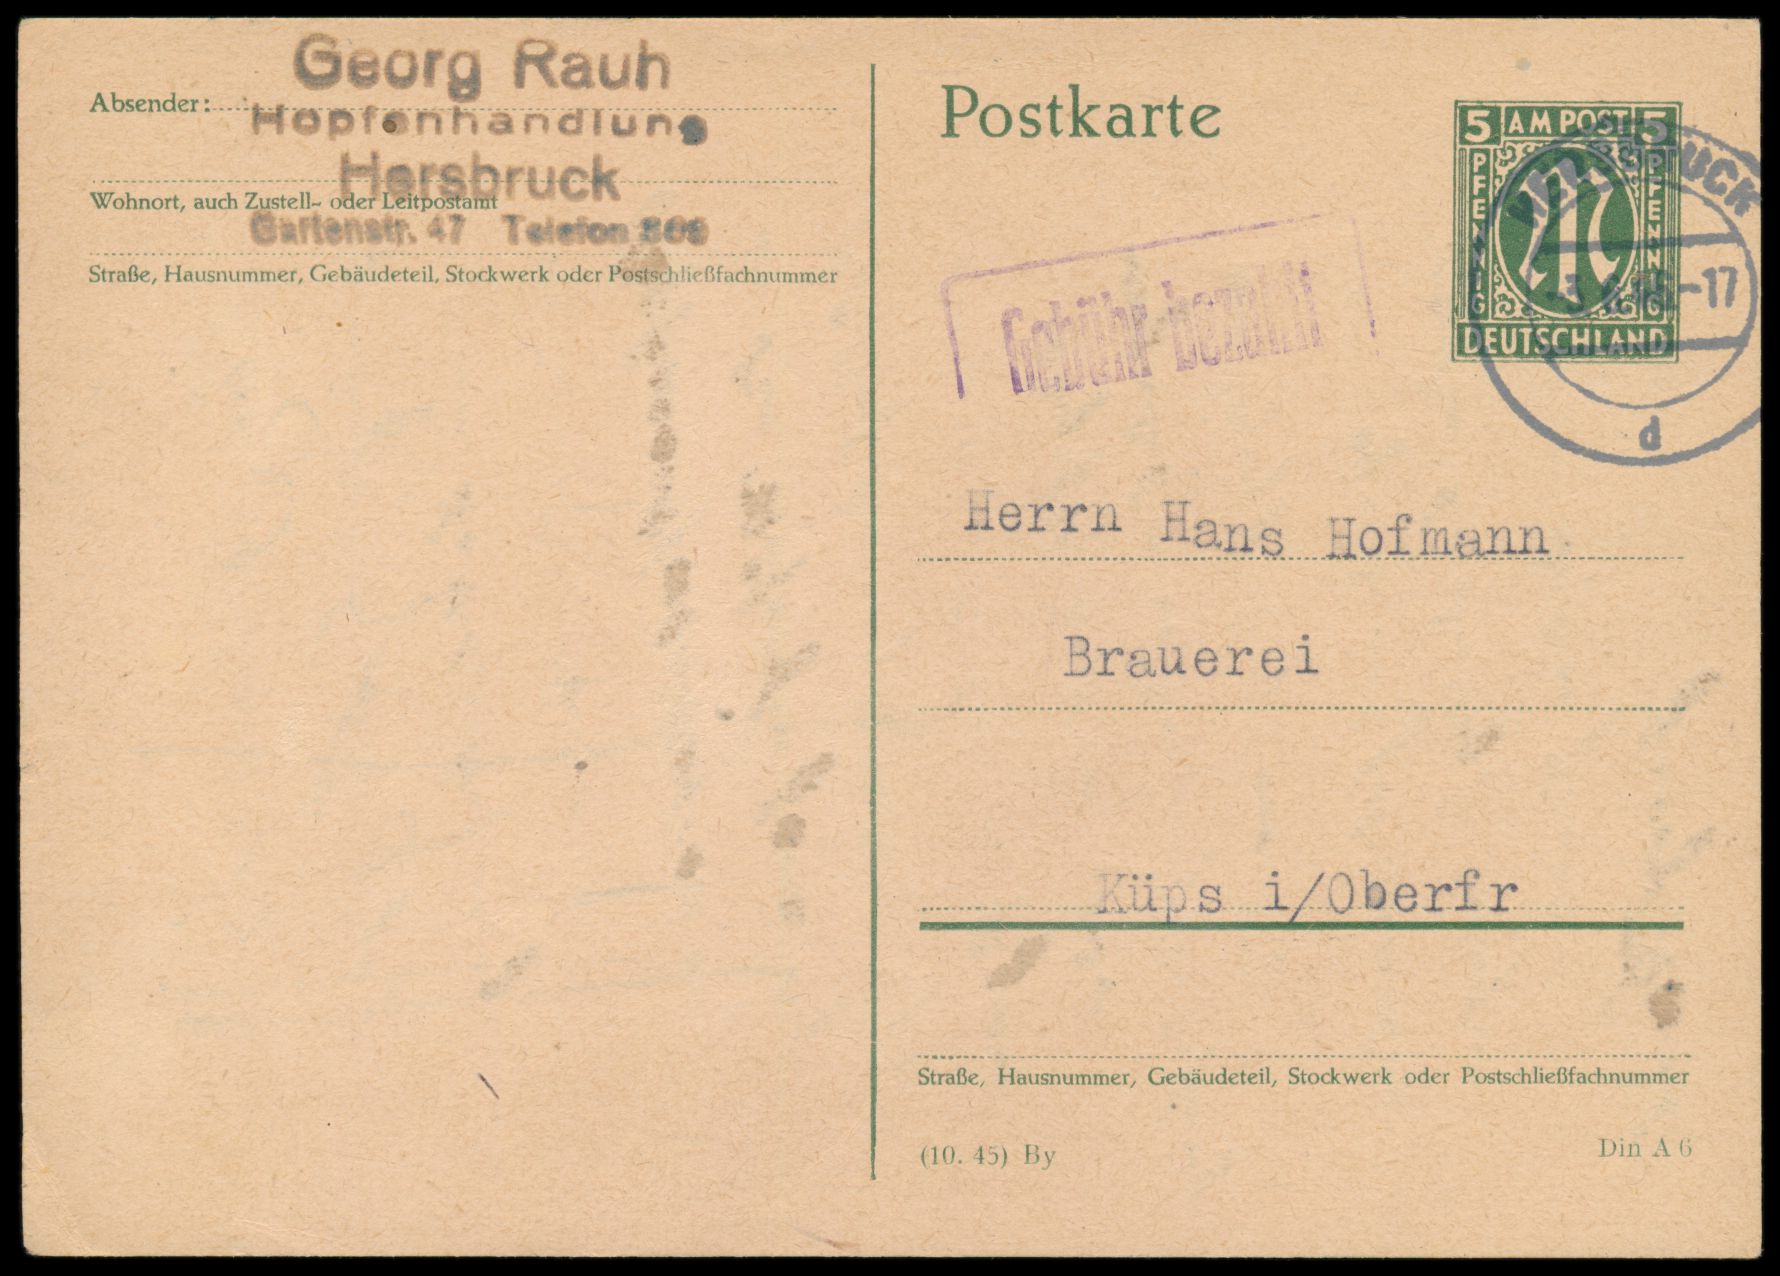 Georg Rauh
Absender:
Hopfenhandlung
Hersbruck
Wohnort, auch Zustell- oder Leitpostamt
Gartenstr. 47 Telefon
Straße, Hausnummer, Gebäudeteil, Stockwerk oder Postschließfachnummer
Postkarte
5 AM POST 5
PFENNIG
PFENNIG
M
DEUTSCHLAND
-17
d
Gebühr bezahlt
Herrn Hans Hofmann
Brauerei
Küps i/Oberfr
Straße, Hausnummer, Gebäudeteil, Stockwerk oder Postschließfachnummer
(10. 45) By
Din A 6